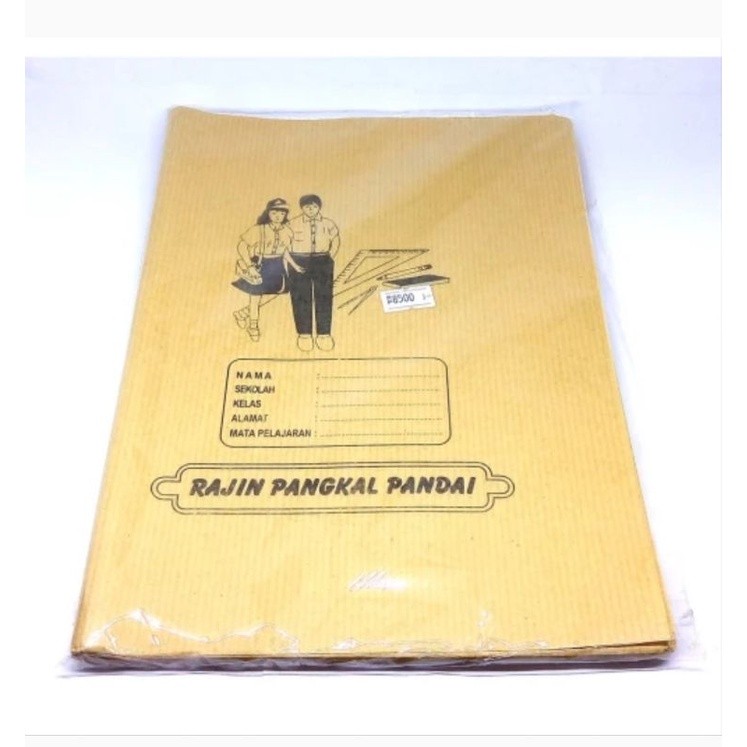 8500
NAMA : ..............................
SEKOLAH : ..............................
KELAS : ..............................
ALAMAT : ..............................
MATA PELAJARAN : ..............................
RAJIN PANGKAL PANDAI